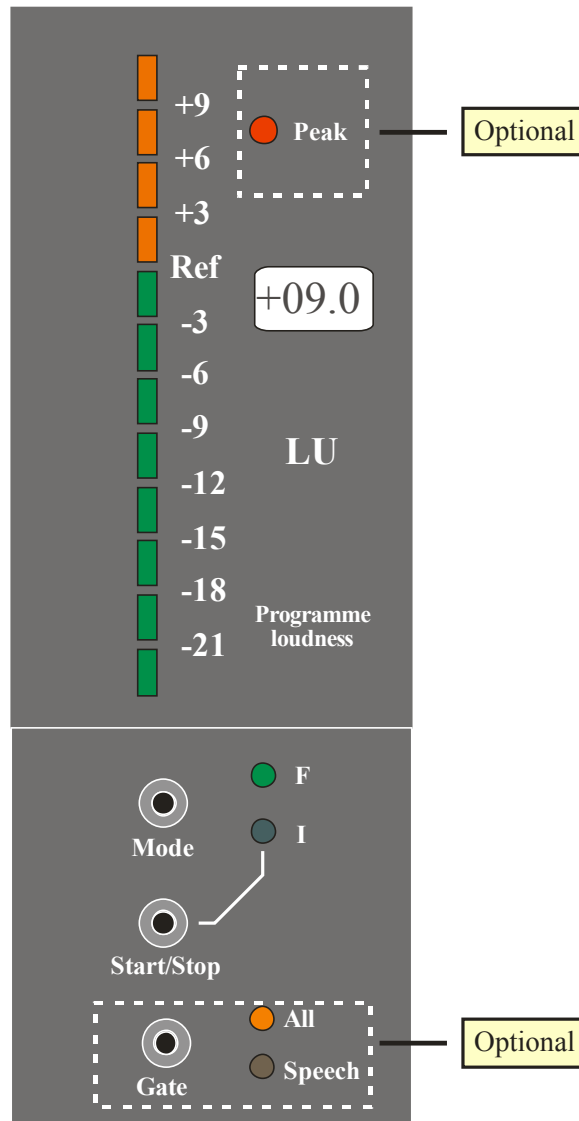 +9
Peak
Optional
+6
+3
Ref
+09.0
-3
-6
-9
LU
-12
-15
-18
Programme
loudness
-21
F
I
Mode
Start/Stop
All
Optional
Speech
Gate